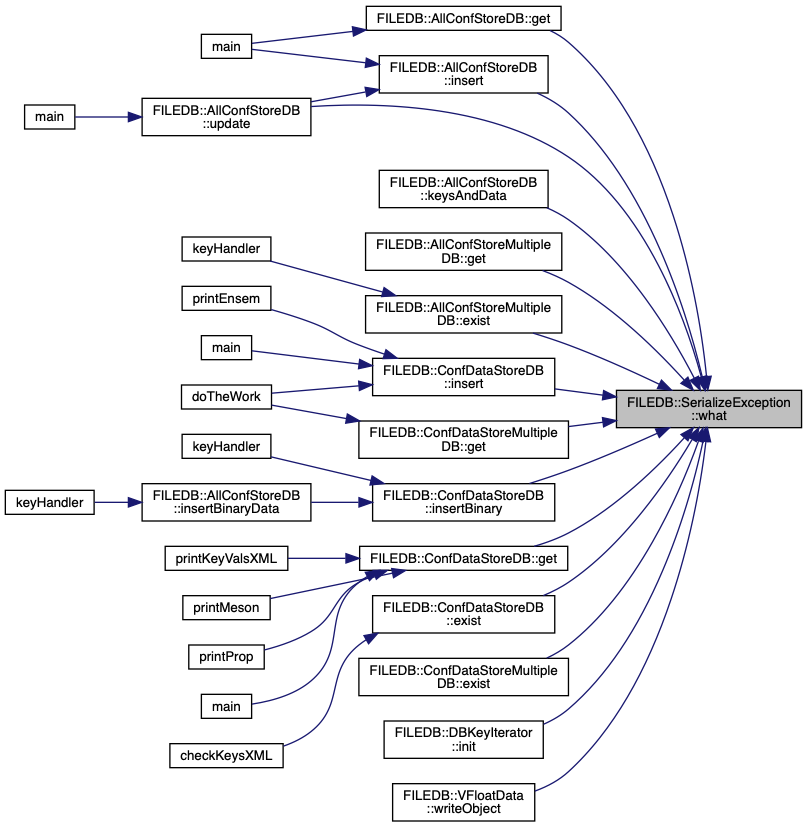 FILEDB::AllConfStoreDB::get
main
FILEDB::AllConfStoreDB
::insert
main
FILEDB::AllConfStoreDB
::update
FILEDB::AllConfStoreDB
::keysAndData
FILEDB::AllConfStoreMultiple
DB::get
keyHandler
printEnsem
FILEDB::AllConfStoreMultiple
DB::exist
main
FILEDB::ConfDataStoreDB
::insert
doTheWork
FILEDB::SerializeException
::what
FILEDB::ConfDataStoreMultiple
DB::get
keyHandler
keyHandler
FILEDB::AllConfStoreDB
::insertBinaryData
FILEDB::ConfDataStoreDB
::insertBinary
printKeyValsXML
FILEDB::ConfDataStoreDB::get
printMeson
FILEDB::ConfDataStoreDB
::exist
printProp
FILEDB::ConfDataStoreMultiple
DB::exist
main
FILEDB::DBKeyIterator
::init
checkKeysXML
FILEDB::VFloatData
::writeObject